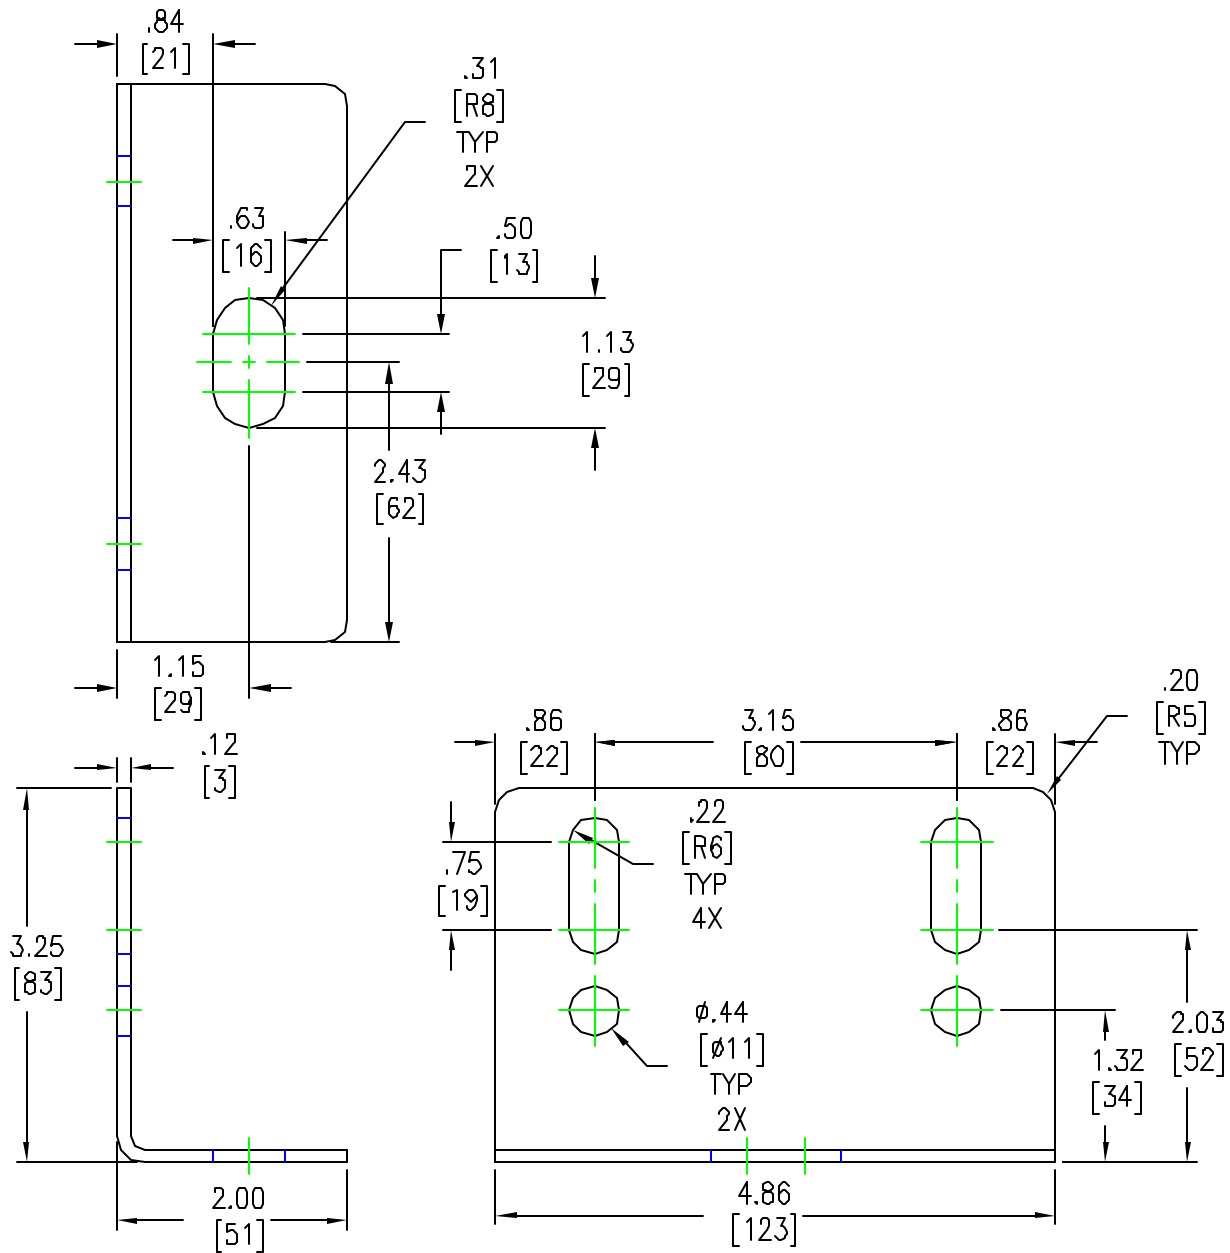 .84
[21]
.31
[R8]
TYP
2X
.63
[16]
.50
[13]
1.13
[29]
2.43
[62]
1.15
[29]
.12
[3]
3.25
[83]
2.00
[51]
.86
[22]
3.15
[80]
.86
[22]
.20
[R5]
TYP
.22
[R6]
TYP
4X
.75
[19]
ø.44
[ø11]
TYP
2X
2.03
[52]
1.32
[34]
4.86
[123]